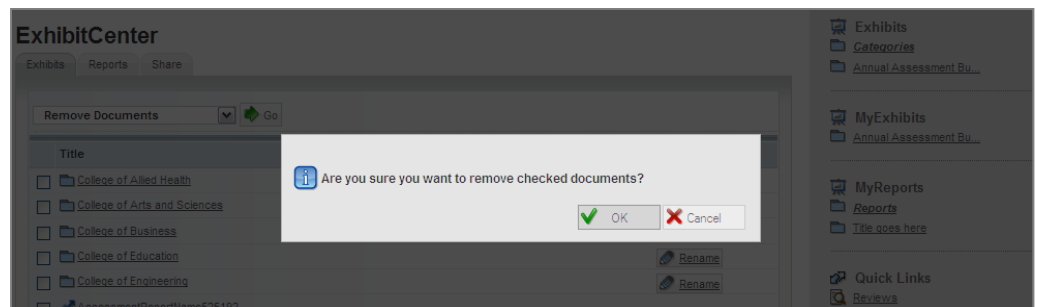 ExhibitCenter
Exhibits Reports Share
Remove Documents Go
Title
College of Allied Health
College of Arts and Sciences
College of Business
College of Education Rename
College of Engineering Rename
AssessmentReportName526192
Are you sure you want to remove checked documents?
OK Cancel
Exhibits
Categories
Annual Assessment Bu...
MyExhibits
Annual Assessment Bu...
MyReports
Reports
Title goes here
Quick Links
Reviews